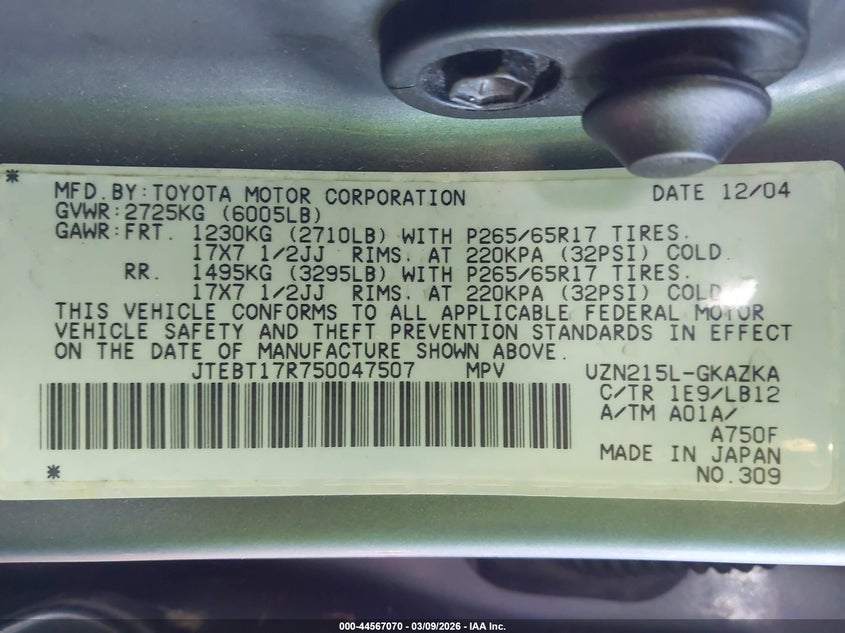 * MFD.BY:TOYOTA MOTOR CORPORATION DATE 12/04
GVWR:2725KG (6005LB)
GAWR:FRT. 1230KG (2710LB) WITH P265/65R17 TIRES.
17X7 1/2JJ RIMS. AT 220KPA (32PSI) COLD.
RR. 1495KG (3295LB) WITH P265/65R17 TIRES.
17X7 1/2JJ RIMS. AT 220KPA (32PSI) COLD.
THIS VEHICLE CONFORMS TO ALL APPLICABLE FEDERAL MOTOR
VEHICLE SAFETY AND THEFT PREVENTION STANDARDS IN EFFECT
ON THE DATE OF MANUFACTURE SHOWN ABOVE.
JTEBT17R750047507 MPV UZN215L-GKAZKA
C/TR 1E9/LB12
A/TM A01A/
A750F
MADE IN JAPAN
* NO.309
000-44567070 - 03/09/2026 - IAA Inc.